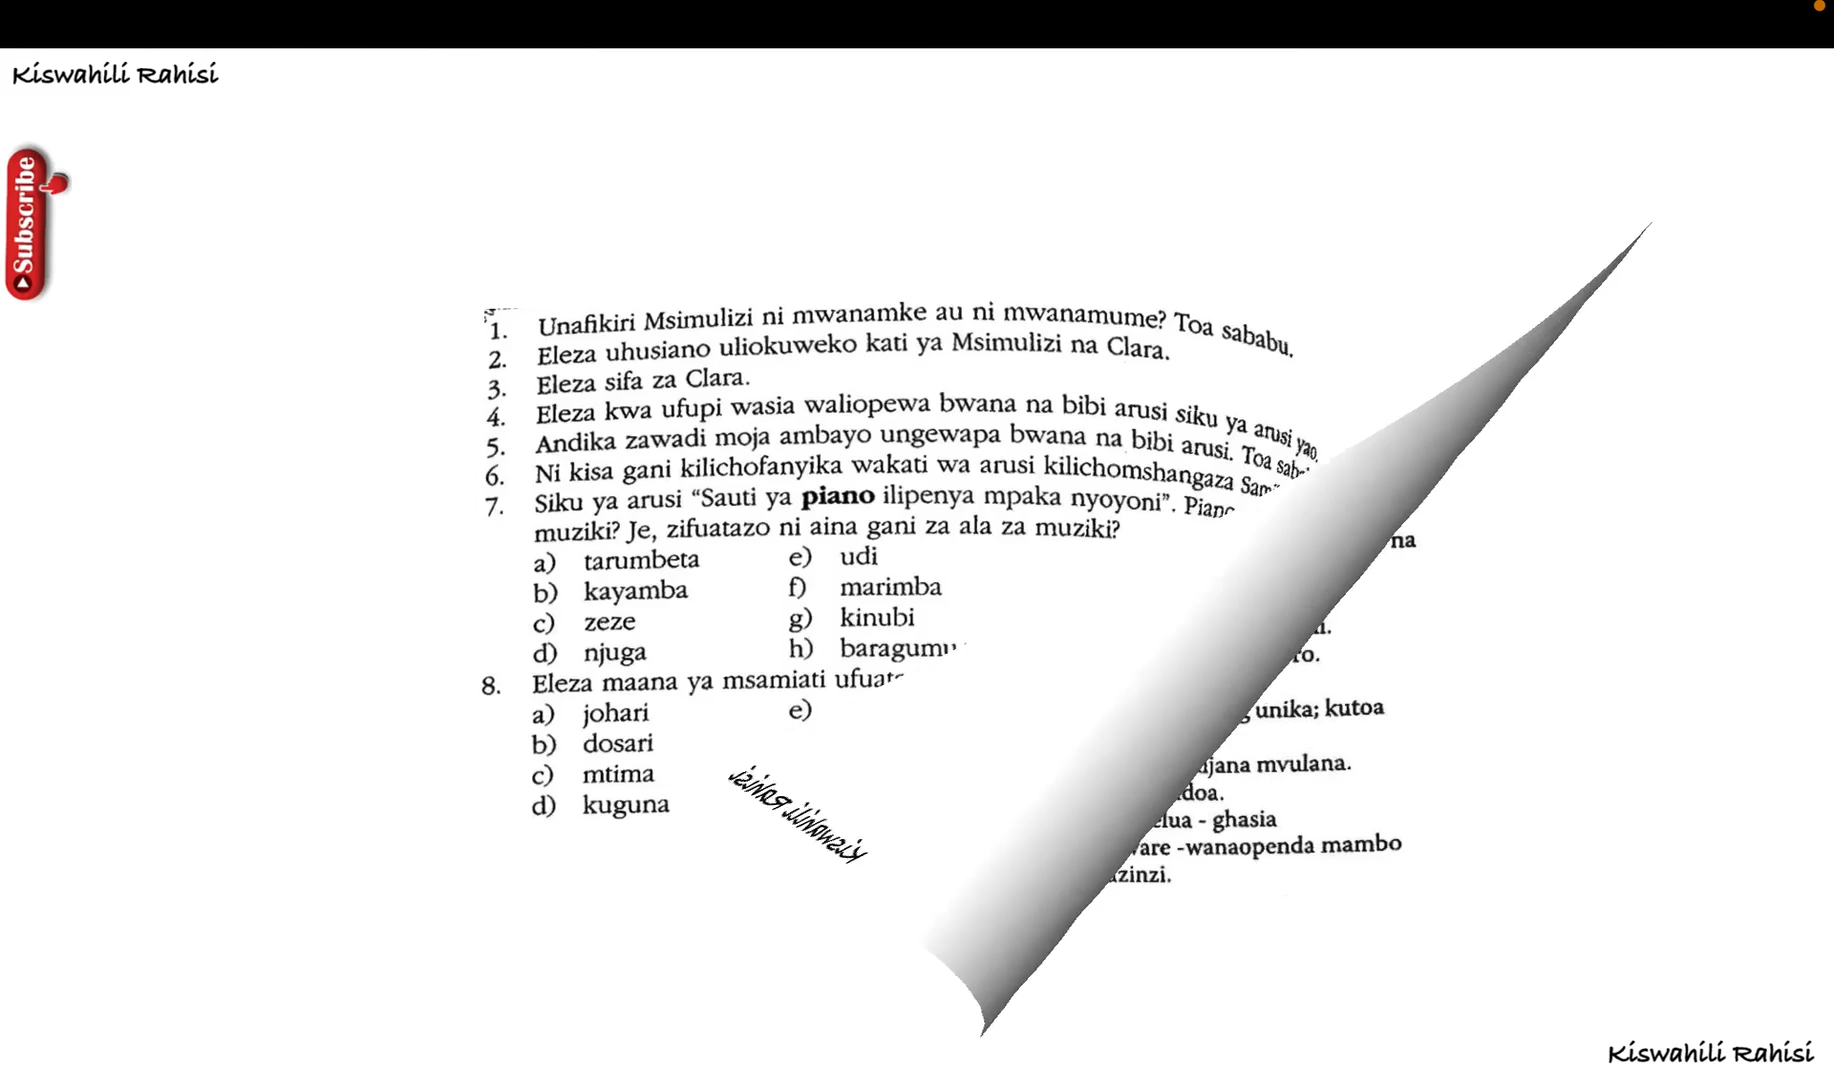 Kiswahili Rahisi
Subscribe
1. Unafikiri Msimulizi ni mwanamke au ni mwanamume? Toa sababu.
2. Eleza uhusiano uliokuweko kati ya Msimulizi na Clara.
3. Eleza sifa za Clara.
4. Eleza kwa ufupi wasia waliopewa bwana na bibi arusi siku ya arusi yao.
5. Andika zawadi moja ambayo ungewapa bwana na bibi arusi. Toa
6. Ni kisa gani kilichofanyika wakati wa arusi kilichomshangaza
7. Siku ya arusi “Sauti ya piano ilipenya mpaka nyoyoni”.
muziki? Je, zifuatazo ni aina gani za ala za muziki?
na
a) tarumbeta e) udi
b) kayamba f) marimba
c) zeze g) kinubi
d) njuga h)
8. Eleza maana ya msamiati
a) johari e)
unika; kutoa
b) dosari
mvulana.
c) mtima
d) kuguna
- ghasia
-wanaopenda mambo
Kiswahili Rahisi
Kiswahili Rahisi